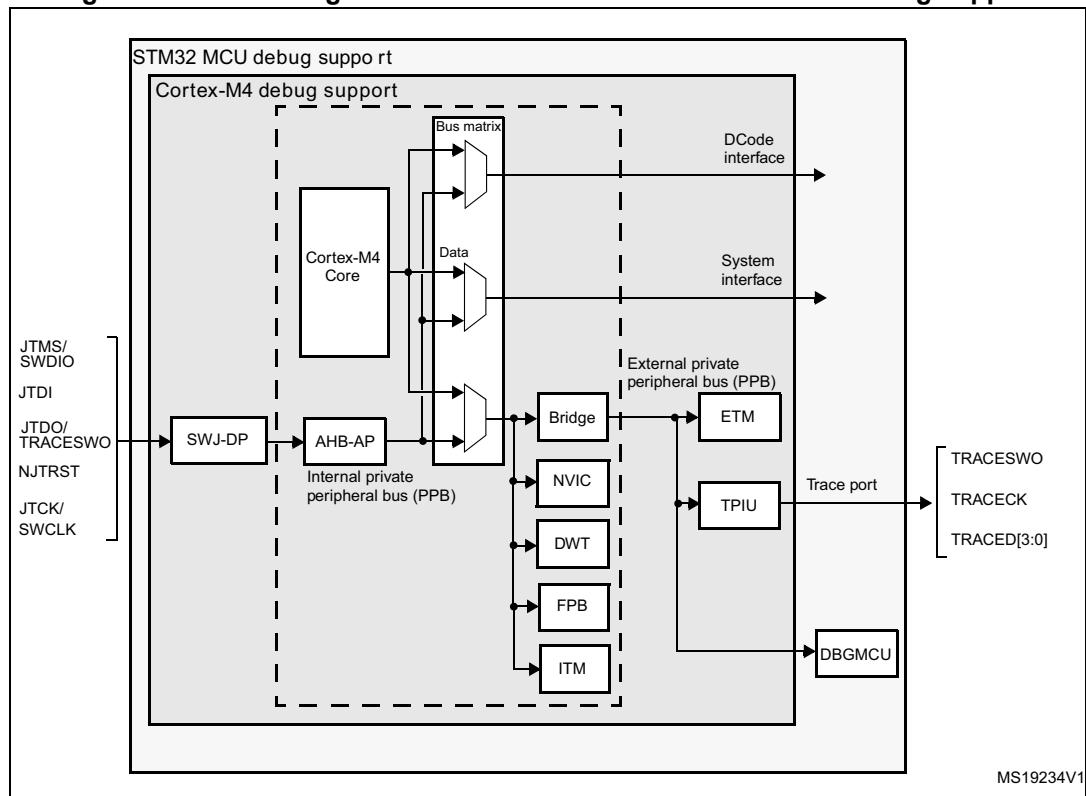 STM32 MCU debug suppo rt
Cortex-M4 debug support
Bus matrix
DCode
interface
Cortex-M4
Core
Data
System
interface
JTMS/
SWDIO
JTDI
JTDO/
TRACESWO
NJTRST
JTCK/
SWCLK
SWJ-DP
AHB-AP
Internal private
peripheral bus (PPB)
External private
peripheral bus (PPB)
Bridge
NVIC
DWT
FPB
ITM
ETM
TPIU
Trace port
TRACESWO
TRACECK
TRACED[3:0]
DBGMCU
MS19234V1